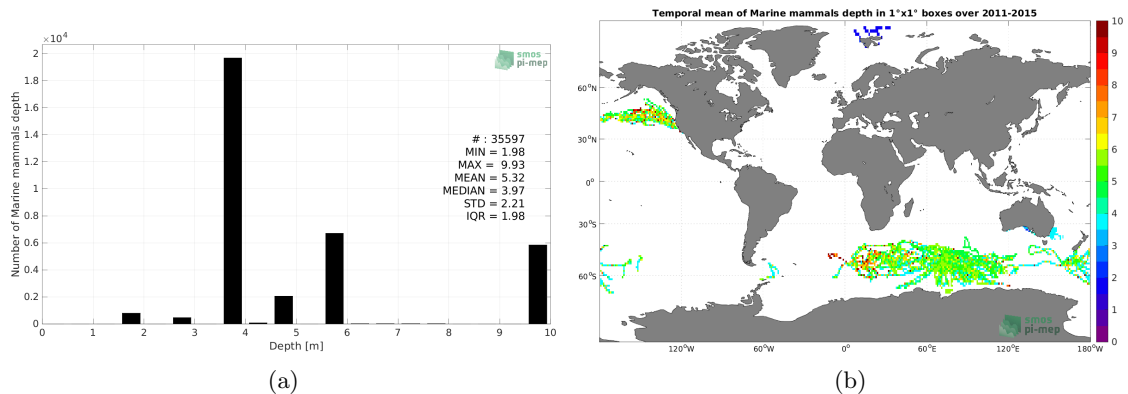 ×10⁴
Number of Marine mammals depth
2
1.8
1.6
1.4
1.2
1
0.8
0.6
0.4
0.2
0
smos
pi-mep
# : 35597
MIN = 1.98
MAX = 9.93
MEAN = 5.32
MEDIAN = 3.97
STD = 2.21
IQR = 1.98
0 1 2 3 4 5 6 7 8 9 10
Depth [m]
(a)
Temporal mean of Marine mammals depth in 1°x1° boxes over 2011-2015
60°N
30°N
0°
30°S
60°S
120°W 60°W 0° 60°E 120°E 180°W
smos
pi-mep
10
9
8
7
6
5
4
3
2
1
0
(b)